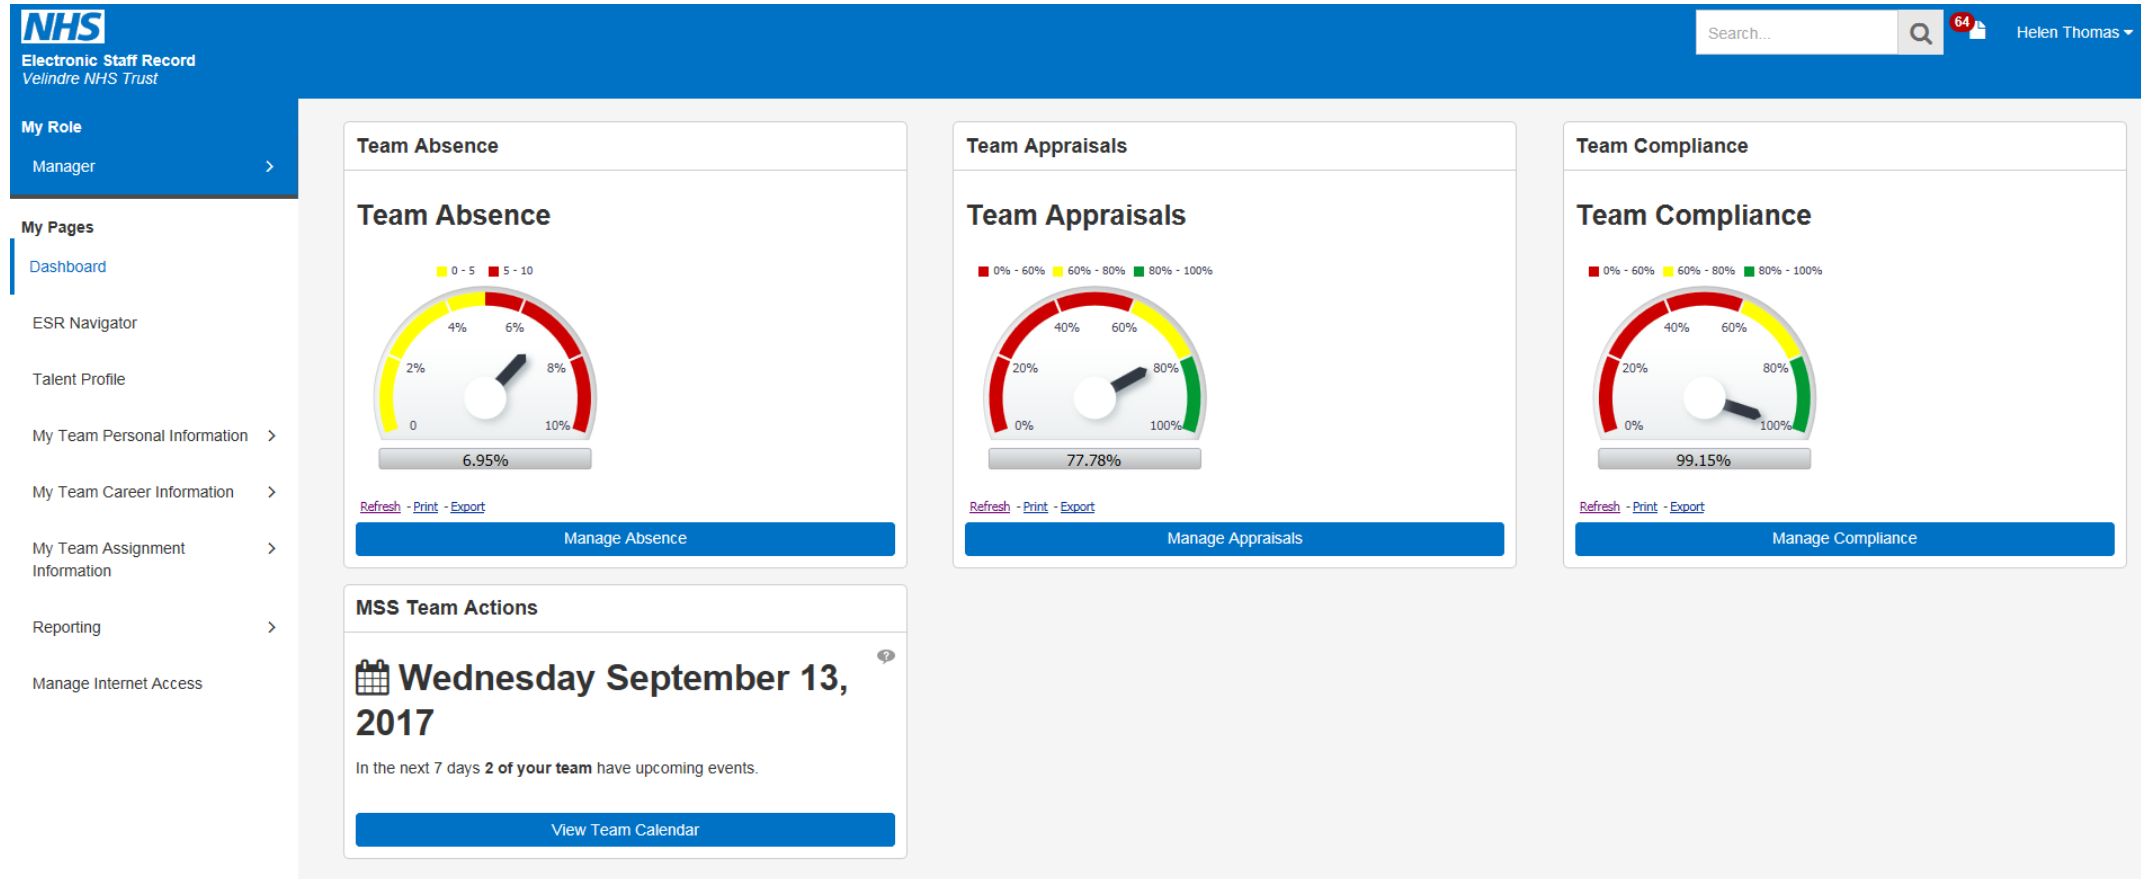 NHS
Electronic Staff Record
Velindre NHS Trust
Search...
64
Helen Thomas
My Role
Manager
My Pages
Dashboard
ESR Navigator
Talent Profile
My Team Personal Information
My Team Career Information
My Team Assignment
Information
Reporting
Manage Internet Access
Team Absence
Team Absence
0 - 5 5 - 10
4% 6%
2% 8%
0 10%
6.95%
Refresh - Print - Export
Manage Absence
Team Appraisals
Team Appraisals
0% - 60% 60% - 80% 80% - 100%
40% 60%
20% 80%
0% 100%
77.78%
Refresh - Print - Export
Manage Appraisals
Team Compliance
Team Compliance
0% - 60% 60% - 80% 80% - 100%
40% 60%
20% 80%
0% 100%
99.15%
Refresh - Print - Export
Manage Compliance
MSS Team Actions
?
Wednesday September 13,
2017
In the next 7 days 2 of your team have upcoming events.
View Team Calendar